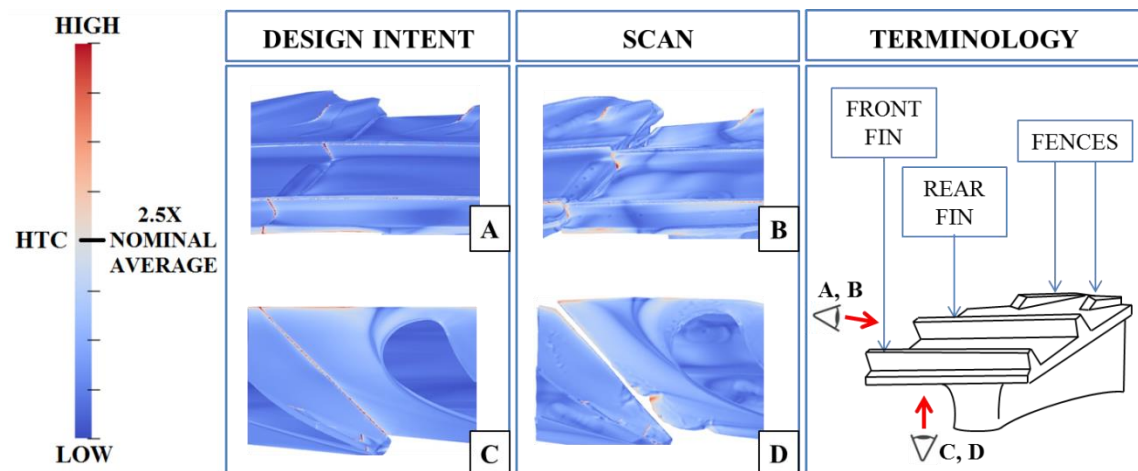 HIGH
HTC
2.5X
NOMINAL
AVERAGE
LOW
DESIGN INTENT
SCAN
TERMINOLOGY
A
B
C
D
FRONT
FIN
REAR
FIN
FENCES
A, B
C, D